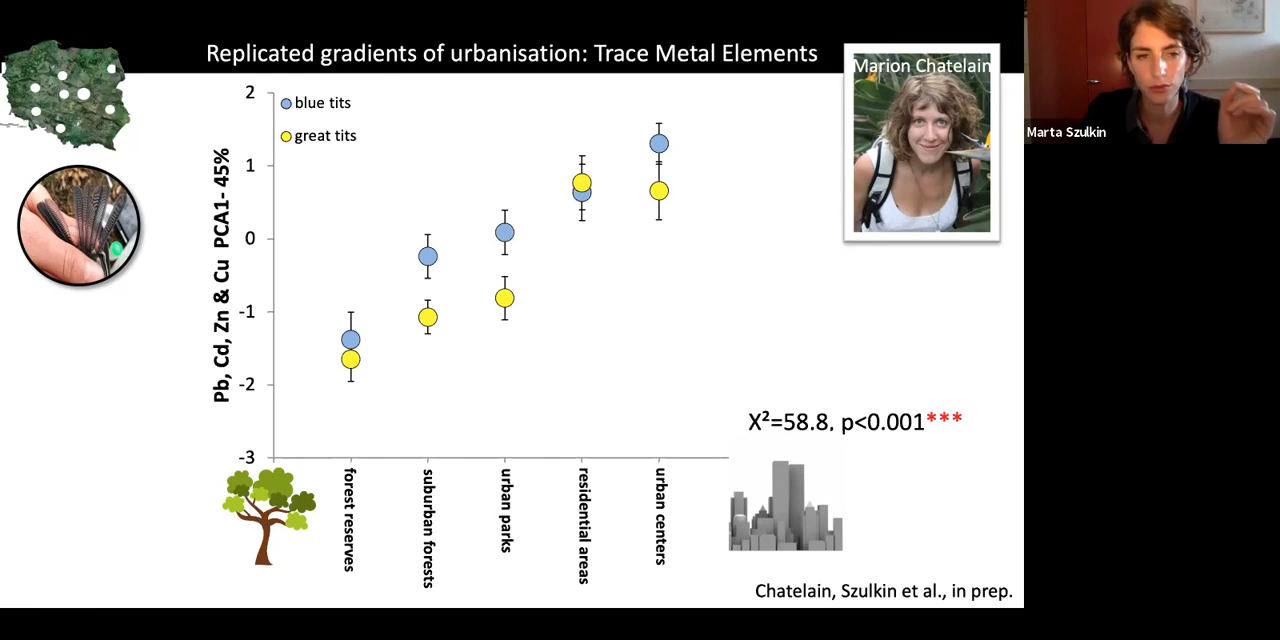 Replicated gradients of urbanisation: Trace Metal Elements
Marion Chatelain
Marta Szulkin
blue tits
great tits
Pb, Cd, Zn & Cu PCA1- 45%
2
1
0
-1
-2
-3
X²=58.8, p<0.001***
forest reserves
suburban forests
urban parks
residential areas
urban centers
Chatelain, Szulkin et al., in prep.